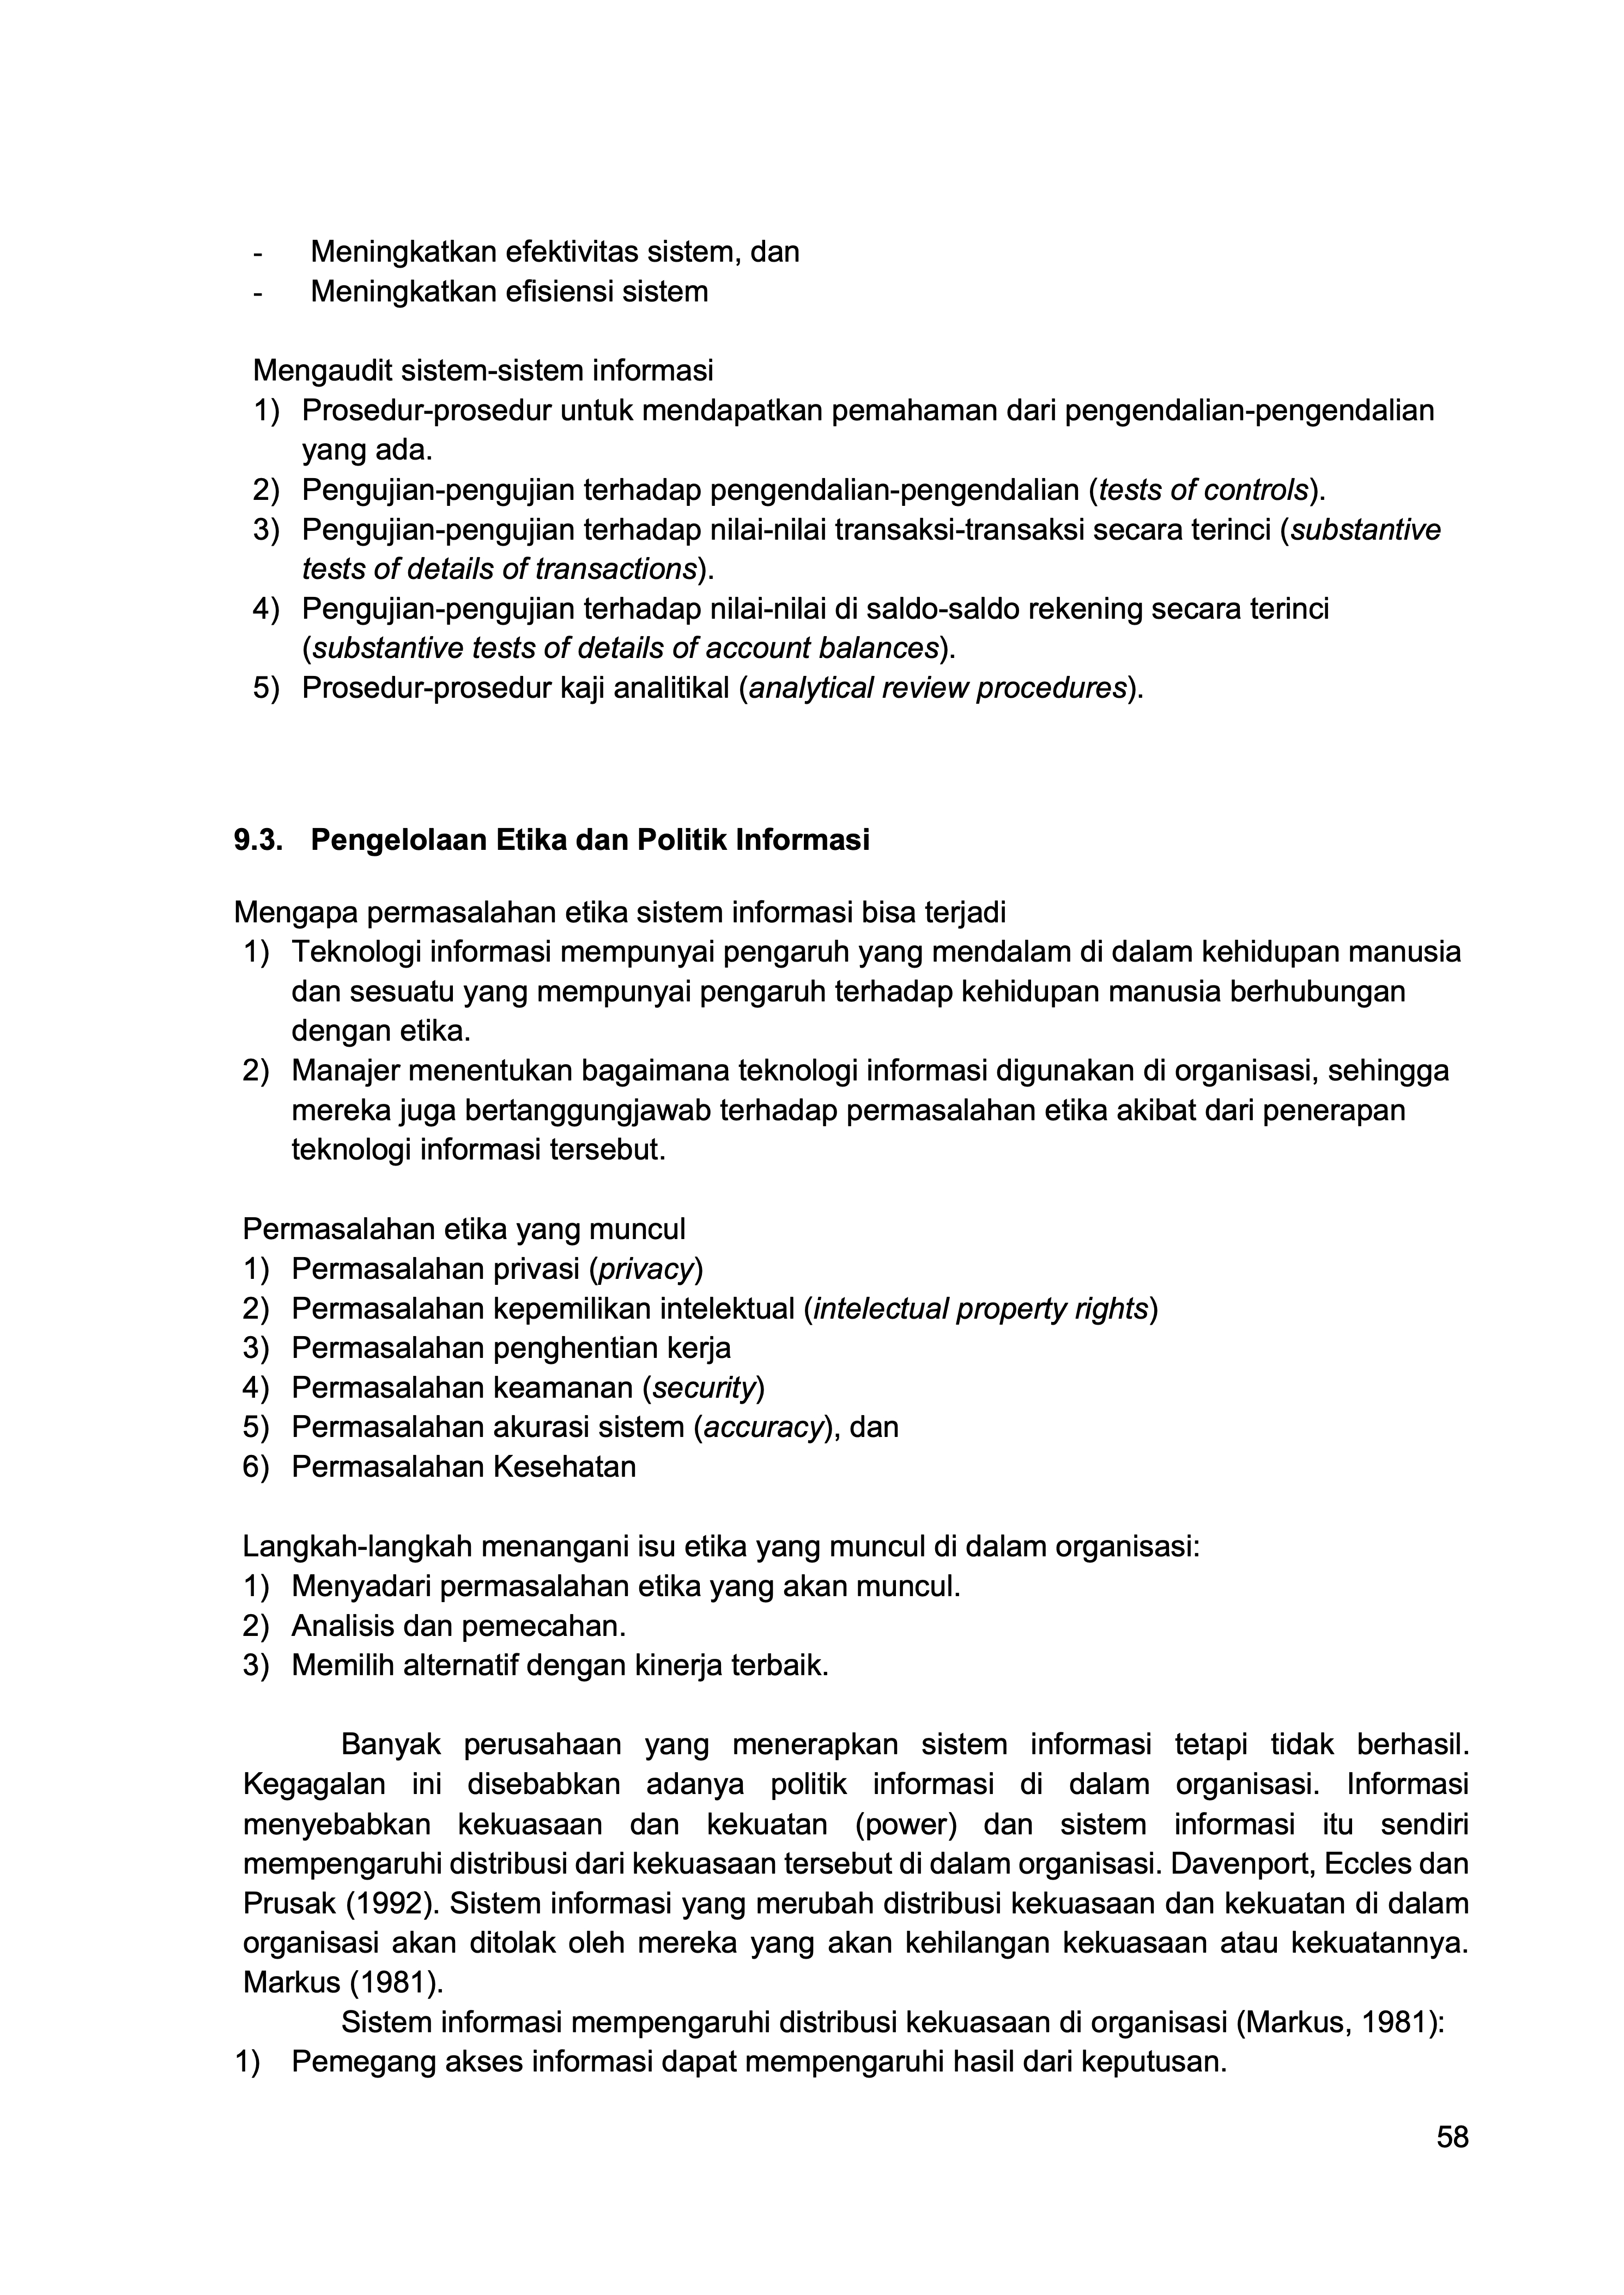 - Meningkatkan efektivitas sistem, dan
- Meningkatkan efisiensi sistem
Mengaudit sistem-sistem informasi
1) Prosedur-prosedur untuk mendapatkan pemahaman dari pengendalian-pengendalian
yang ada.
2) Pengujian-pengujian terhadap pengendalian-pengendalian (tests of controls).
3) Pengujian-pengujian terhadap nilai-nilai transaksi-transaksi secara terinci (substantive
tests of details of transactions).
4) Pengujian-pengujian terhadap nilai-nilai di saldo-saldo rekening secara terinci
(substantive tests of details of account balances).
5) Prosedur-prosedur kaji analitikal (analytical review procedures).
9.3. Pengelolaan Etika dan Politik Informasi
Mengapa permasalahan etika sistem informasi bisa terjadi
1) Teknologi informasi mempunyai pengaruh yang mendalam di dalam kehidupan manusia
dan sesuatu yang mempunyai pengaruh terhadap kehidupan manusia berhubungan
dengan etika.
2) Manajer menentukan bagaimana teknologi informasi digunakan di organisasi, sehingga
mereka juga bertanggungjawab terhadap permasalahan etika akibat dari penerapan
teknologi informasi tersebut.
Permasalahan etika yang muncul
1) Permasalahan privasi (privacy)
2) Permasalahan kepemilikan intelektual (intelectual property rights)
3) Permasalahan penghentian kerja
4) Permasalahan keamanan (security)
5) Permasalahan akurasi sistem (accuracy), dan
6) Permasalahan Kesehatan
Langkah-langkah menangani isu etika yang muncul di dalam organisasi:
1) Menyadari permasalahan etika yang akan muncul.
2) Analisis dan pemecahan.
3) Memilih alternatif dengan kinerja terbaik.
Banyak perusahaan yang menerapkan sistem informasi tetapi tidak berhasil.
Kegagalan ini disebabkan adanya politik informasi di dalam organisasi. Informasi
menyebabkan kekuasaan dan kekuatan (power) dan sistem informasi itu sendiri
mempengaruhi distribusi dari kekuasaan tersebut di dalam organisasi. Davenport, Eccles dan
Prusak (1992). Sistem informasi yang merubah distribusi kekuasaan dan kekuatan di dalam
organisasi akan ditolak oleh mereka yang akan kehilangan kekuasaan atau kekuatannya.
Markus (1981).
Sistem informasi mempengaruhi distribusi kekuasaan di organisasi (Markus, 1981):
1) Pemegang akses informasi dapat mempengaruhi hasil dari keputusan.
58